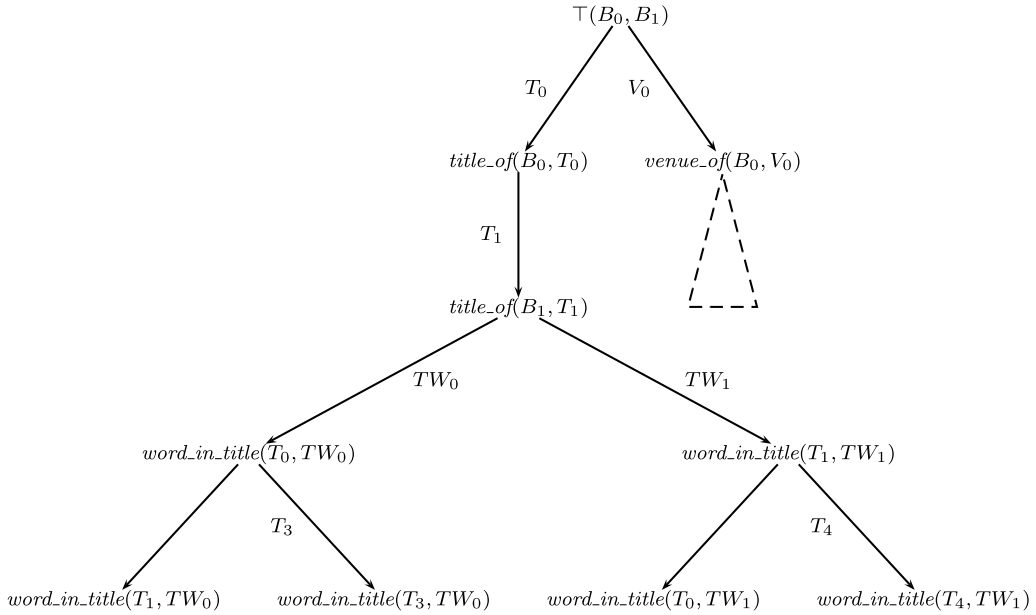 ⊤(B₀, B₁)
T₀ V₀
title_of(B₀, T₀) venue_of(B₀, V₀)
T₁
title_of(B₁, T₁)
TW₀ TW₁
word_in_title(T₀, TW₀) word_in_title(T₁, TW₁)
T₃ T₄
word_in_title(T₁, TW₀) word_in_title(T₃, TW₀) word_in_title(T₀, TW₁) word_in_title(T₄, TW₁)